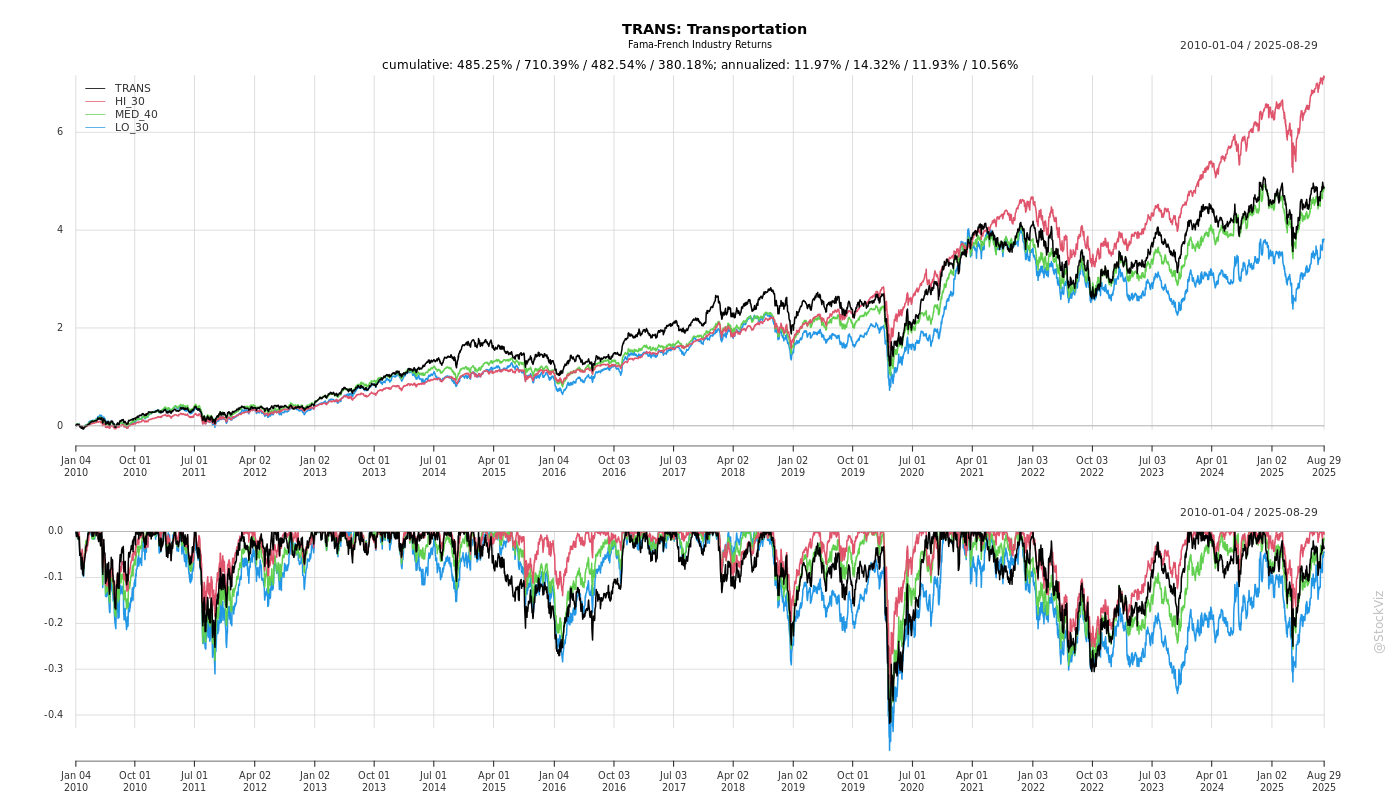 TRANS: Transportation
Fama-French Industry Returns
2010-01-04 / 2025-08-29
cumulative: 485.25% / 710.39% / 482.54% / 380.18%; annualized: 11.97% / 14.32% / 11.93% / 10.56%
TRANS
HI_30
MED_40
LO_30
6
4
2
0
Jan 04 Oct 01 Jul 01 Apr 02 Jan 02 Oct 01 Jul 01 Apr 01 Jan 04 Oct 03 Jul 03 Apr 02 Jan 02 Oct 01 Jul 01 Apr 01 Jan 03 Oct 03 Jul 03 Apr 01 Jan 02 Aug 29
2010 2010 2011 2012 2013 2013 2014 2015 2016 2016 2017 2018 2019 2019 2020 2021 2022 2022 2023 2024 2025 2025
2010-01-04 / 2025-08-29
0.0
-0.1
-0.2
-0.3
-0.4
Jan 04 Oct 01 Jul 01 Apr 02 Jan 02 Oct 01 Jul 01 Apr 01 Jan 04 Oct 03 Jul 03 Apr 02 Jan 02 Oct 01 Jul 01 Apr 01 Jan 03 Oct 03 Jul 03 Apr 01 Jan 02 Aug 29
2010 2010 2011 2012 2013 2013 2014 2015 2016 2016 2017 2018 2019 2019 2020 2021 2022 2022 2023 2024 2025 2025
@StockViz